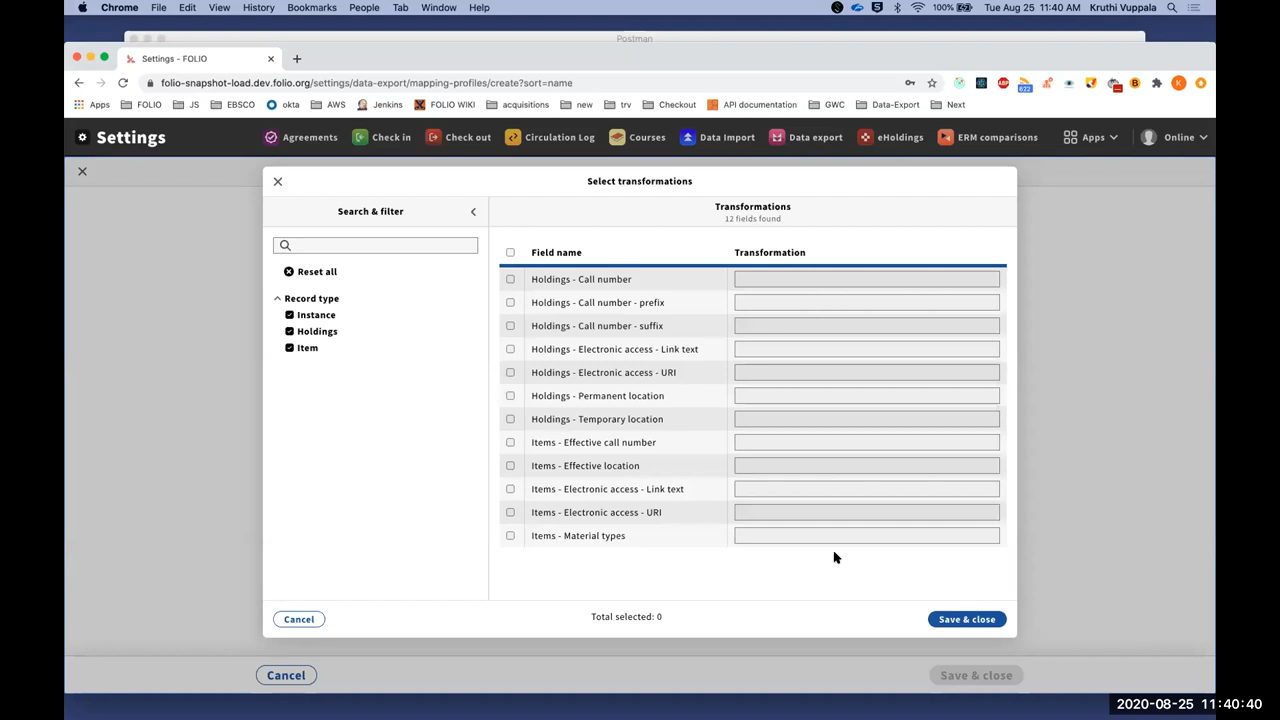 Chrome File Edit View History Bookmarks People Tab Window Help
100% Tue Aug 25 11:40 AM Kruthi Vuppala
Postman
Settings - FOLIO
folio-snapshot-load.dev.folio.org/settings/data-export/mapping-profiles/create?sort=name
Apps FOLIO JS EBSCO okta AWS Jenkins FOLIO WIKI acquisitions new trv Checkout API documentation GWC Data-Export Next
Settings Agreements Check in Check out Circulation Log Courses Data Import Data export eHoldings ERM comparisons Apps Online
Select transformations
Search & filter
Transformations
12 fields found
Reset all
Record type
Instance
Holdings
Item
Field name Transformation
Holdings - Call number
Holdings - Call number - prefix
Holdings - Call number - suffix
Holdings - Electronic access - Link text
Holdings - Electronic access - URI
Holdings - Permanent location
Holdings - Temporary location
Items - Effective call number
Items - Effective location
Items - Electronic access - Link text
Items - Electronic access - URI
Items - Material types
Cancel Total selected: 0 Save & close
Cancel Save & close
2020-08-25 11:40:40